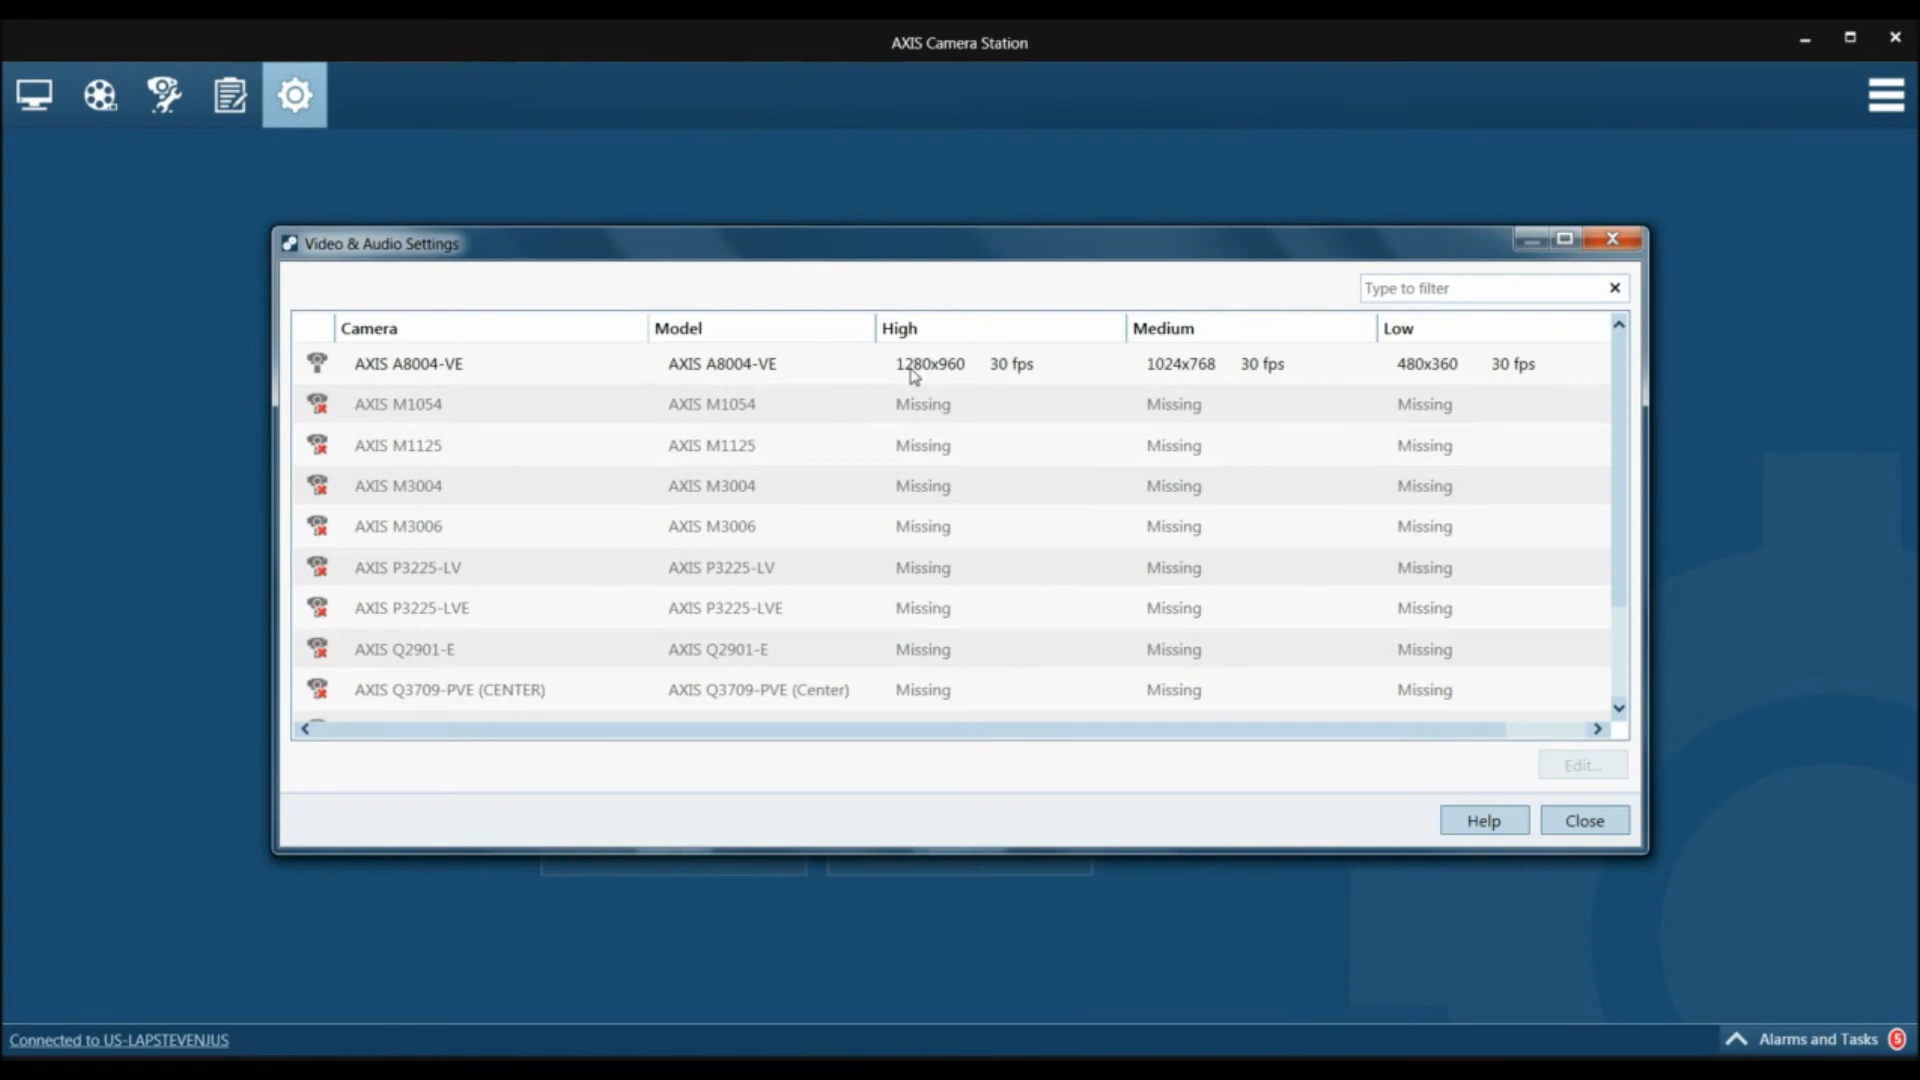 AXIS Camera Station
Video & Audio Settings
Type to filter
Camera Model High Medium Low
AXIS A8004-VE AXIS A8004-VE 1280x960 30 fps 1024x768 30 fps 480x360 30 fps
AXIS M1054 AXIS M1054 Missing Missing Missing
AXIS M1125 AXIS M1125 Missing Missing Missing
AXIS M3004 AXIS M3004 Missing Missing Missing
AXIS M3006 AXIS M3006 Missing Missing Missing
AXIS P3225-LV AXIS P3225-LV Missing Missing Missing
AXIS P3225-LVE AXIS P3225-LVE Missing Missing Missing
AXIS Q2901-E AXIS Q2901-E Missing Missing Missing
AXIS Q3709-PVE (CENTER) AXIS Q3709-PVE (Center) Missing Missing Missing
Edit...
Help Close
Connected to US-LAPSTEVENJUS Alarms and Tasks 5